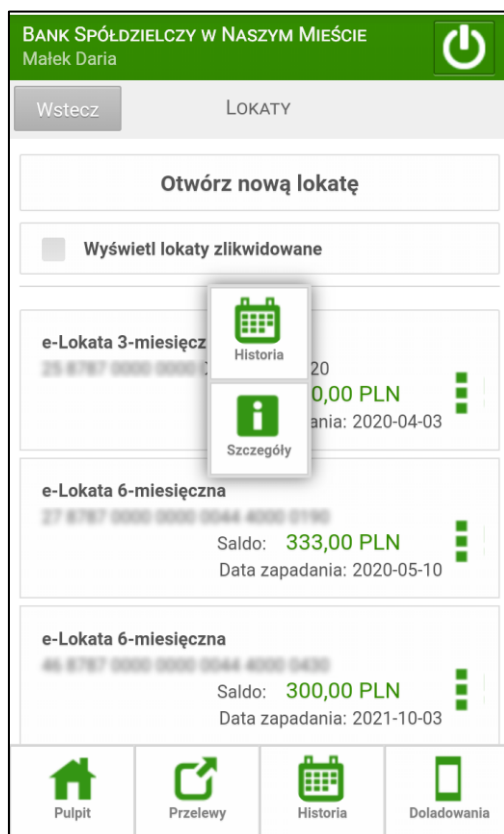 BANK SPÓŁDZIELCZY W NASZYM MIEŚCIE
Małek Daria
Wstecz
LOKATY
Otwórz nową lokatę
Wyświetl lokaty zlikwidowane
Historia
Szczegóły
e-Lokata 3-miesięcz
20
0,00 PLN
ania: 2020-04-03
e-Lokata 6-miesięczna
Saldo: 333,00 PLN
Data zapadania: 2020-05-10
e-Lokata 6-miesięczna
Saldo: 300,00 PLN
Data zapadania: 2021-10-03
Pulpit
Przelewy
Historia
Doladowania